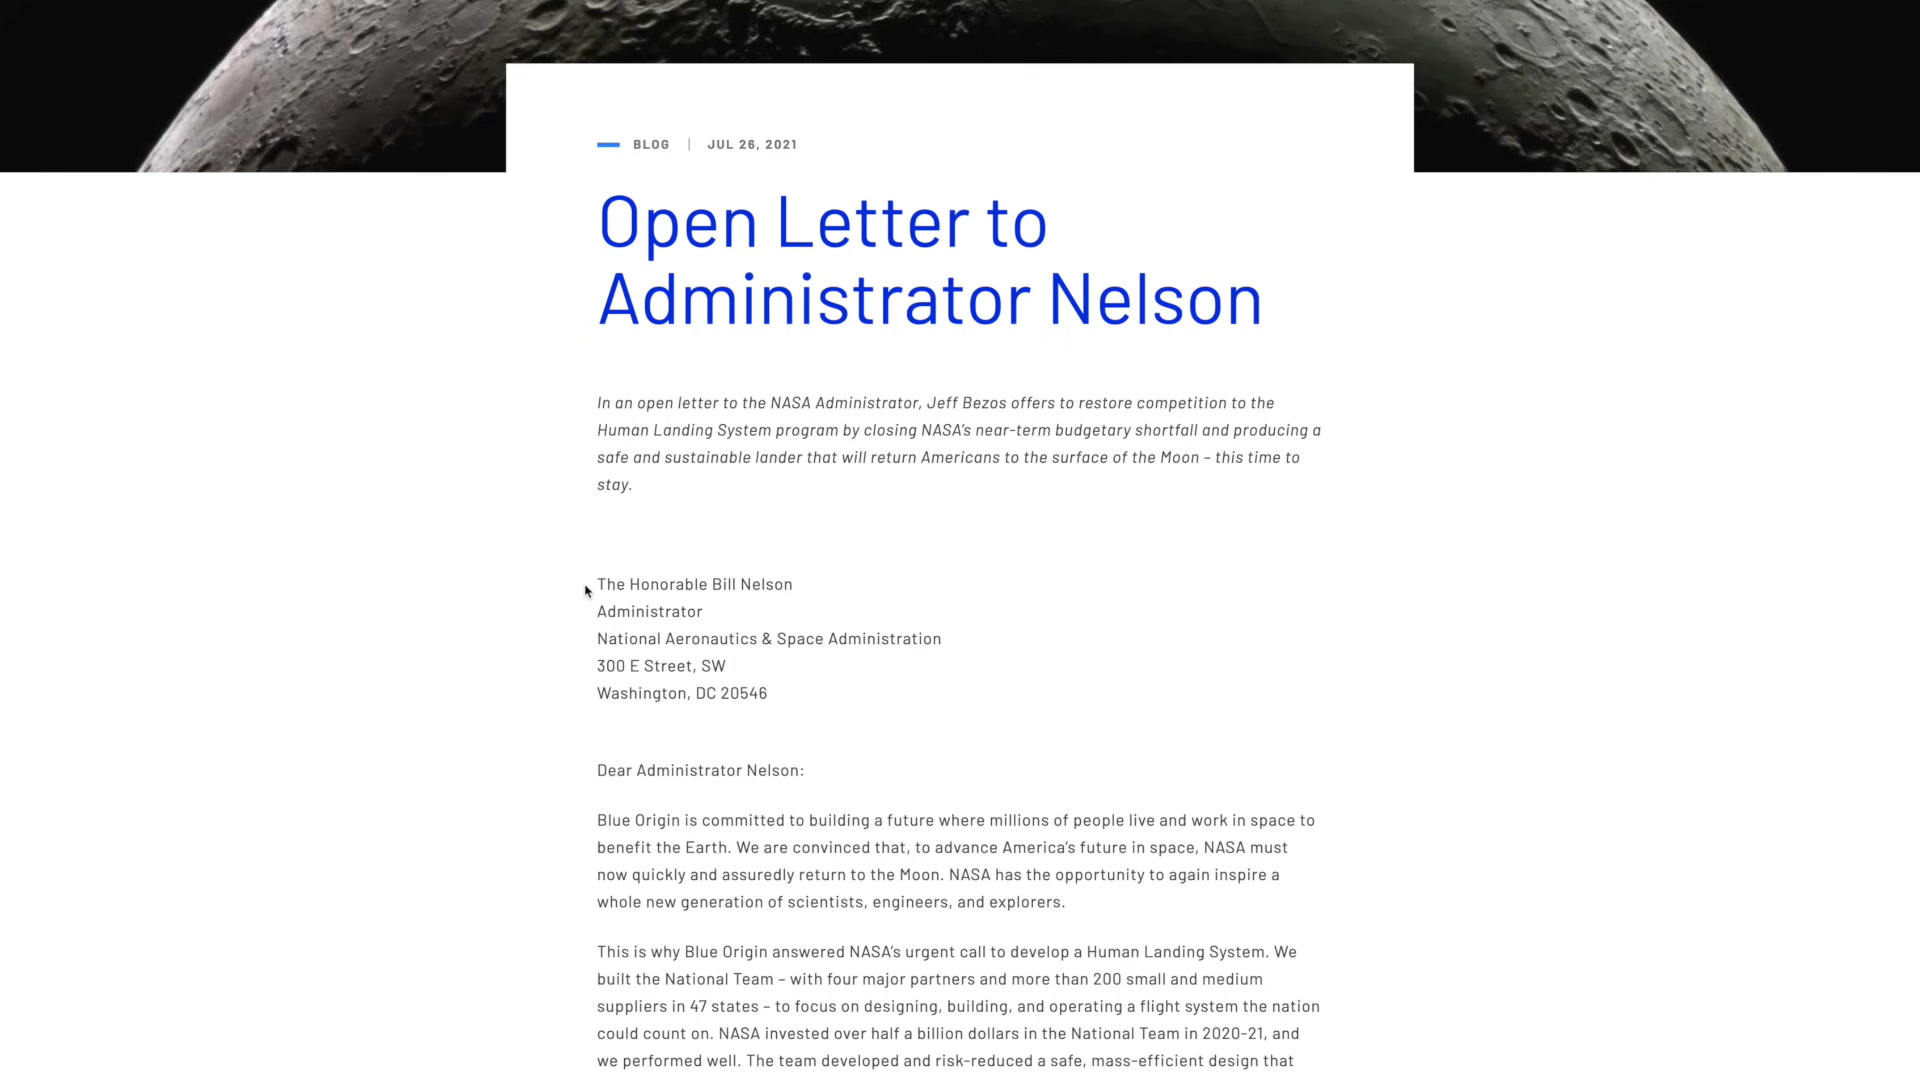 BLOG | JUL 26, 2021
Open Letter to
Administrator Nelson
In an open letter to the NASA Administrator, Jeff Bezos offers to restore competition to the
Human Landing System program by closing NASA’s near-term budgetary shortfall and producing a
safe and sustainable lander that will return Americans to the surface of the Moon – this time to
stay.
The Honorable Bill Nelson
Administrator
National Aeronautics & Space Administration
300 E Street, SW
Washington, DC 20546
Dear Administrator Nelson:
Blue Origin is committed to building a future where millions of people live and work in space to
benefit the Earth. We are convinced that, to advance America’s future in space, NASA must
now quickly and assuredly return to the Moon. NASA has the opportunity to again inspire a
whole new generation of scientists, engineers, and explorers.
This is why Blue Origin answered NASA’s urgent call to develop a Human Landing System. We
built the National Team – with four major partners and more than 200 small and medium
suppliers in 47 states – to focus on designing, building, and operating a flight system the nation
could count on. NASA invested over half a billion dollars in the National Team in 2020-21, and
we performed well. The team developed and risk-reduced a safe, mass-efficient design that